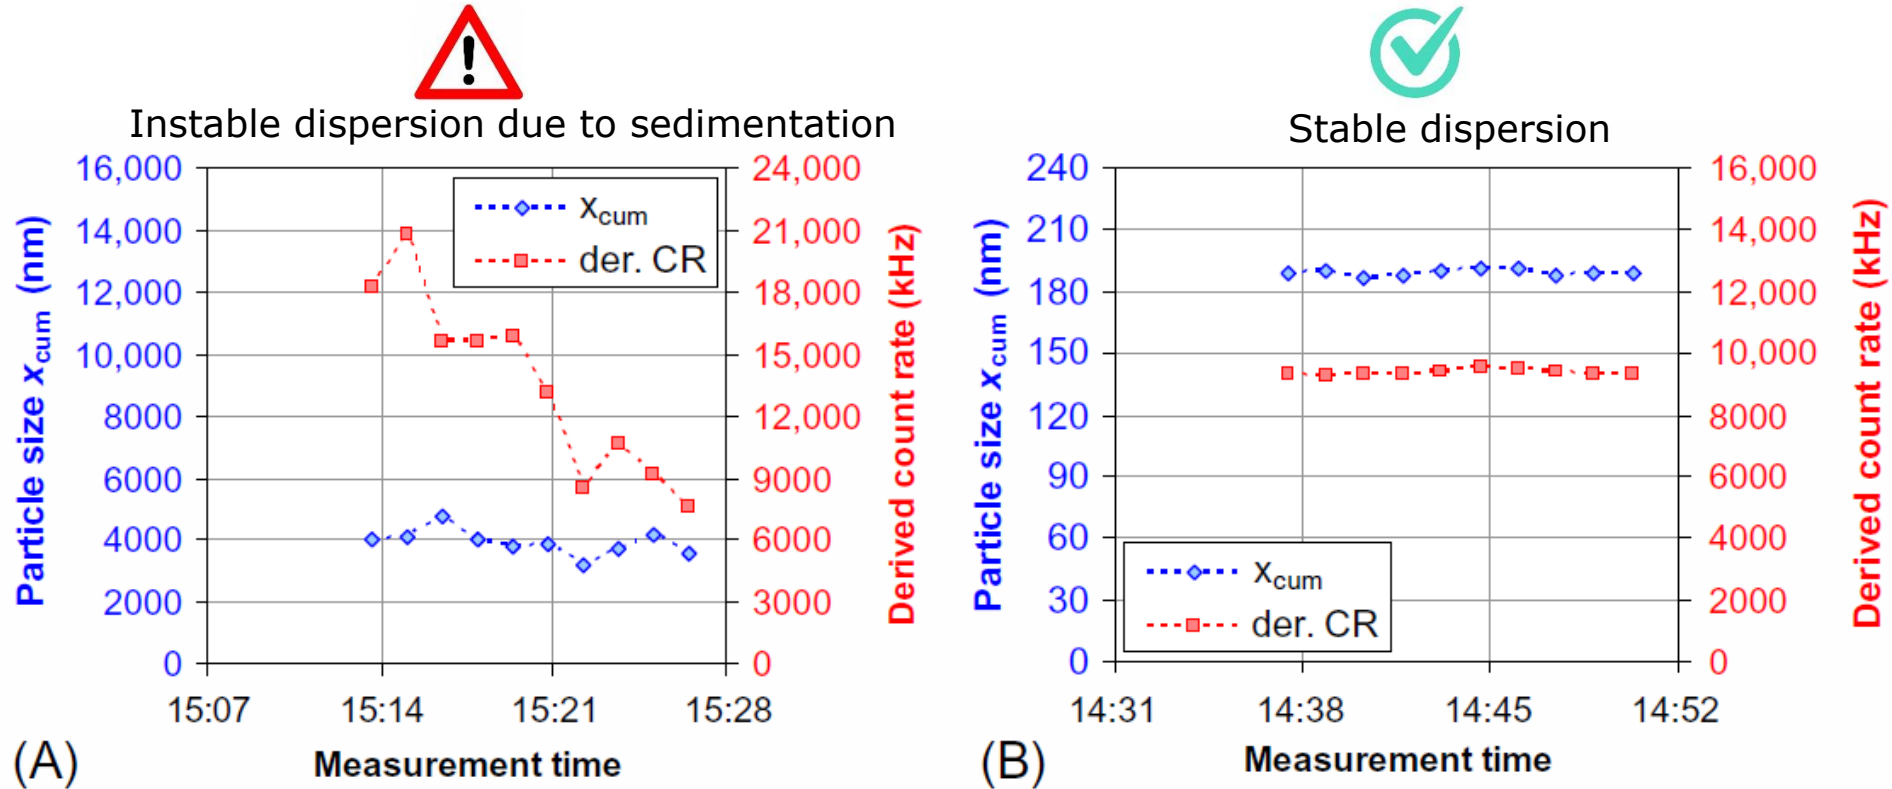 Instable dispersion due to sedimentation
16,000
14,000
12,000
10,000
8000
6000
4000
2000
0
Particle size xcum (nm)
xcum
der. CR
24,000
21,000
18,000
15,000
12,000
9000
6000
3000
0
Derived count rate (kHz)
15:07 15:14 15:21 15:28
Measurement time
(A)
Stable dispersion
240
210
180
150
120
90
60
30
0
Particle size xcum (nm)
xcum
der. CR
16,000
14,000
12,000
10,000
8000
6000
4000
2000
0
Derived count rate (kHz)
14:31 14:38 14:45 14:52
Measurement time
(B)